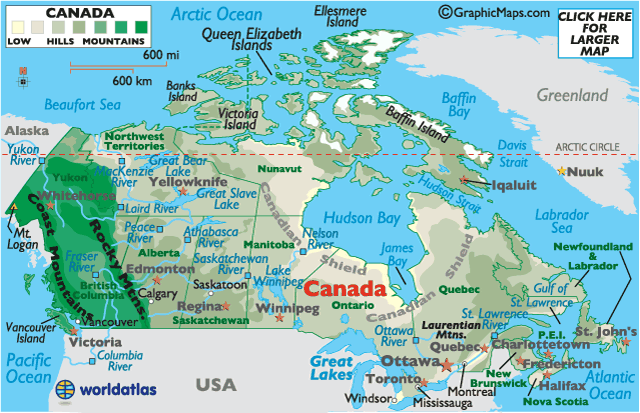 CANADA
LOW HILLS MOUNTAINS
600 mi
600 km
©GraphicMaps.com
CLICK HERE
FOR
LARGER
MAP
Arctic Ocean
Ellesmere
Island
Queen Elizabeth
Islands
Banks
Island
Beaufort Sea
Victoria
Island
Baffin
Bay
Greenland
Baffin Island
Alaska
Northwest
Territories
Davis
Strait
ARCTIC CIRCLE
Yukon
River
MacKenzie
River
Great Bear
Lake
Nunavut
Yukon
Whitehorse
Yellowknife
Great Slave
Lake
Iqaluit
Nuuk
Hudson Strait
Mt.
Logan
Coast Mountains
Rocky Mtns.
Laird River
Peace
River
Athabasca
River
Canadian
Shield
Hudson Bay
Labrador
Sea
Nelson
River
Manitoba
James
Bay
Newfoundland
&
Labrador
Fraser
River
Alberta
Saskatchewan
River
Lake
Winnipeg
Edmonton
British
Columbia
Calgary
Saskatoon
Canada
Ontario
Canadian Shield
Quebec
Gulf of
St. Lawrence
Regina
Saskatchewan
Winnipeg
Laurentian
Mtns.
St. Lawrence
River
P.E.I.
St. John's
Vancouver
Vancouver
Island
Victoria
Ottawa
River
Quebec
Charlottetown
Columbia
River
Great
Lakes
Ottawa
Fredericton
Pacific
Ocean
Toronto
Montreal
New
Brunswick
Halifax
Atlantic
Ocean
worldatlas
USA
Windsor
Mississauga
Nova Scotia